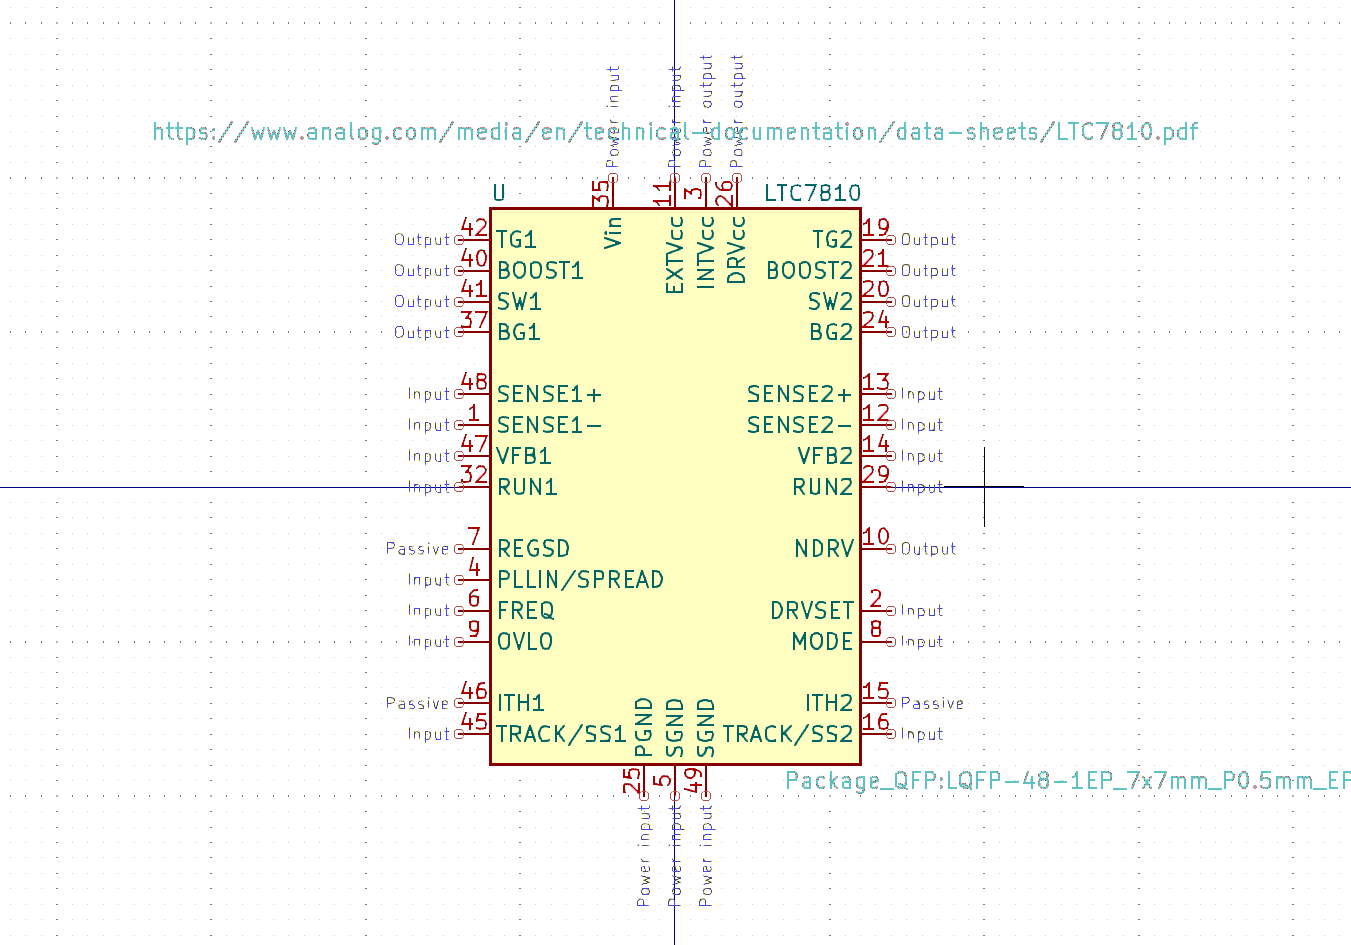 Power input
Power input
Power output
Power output
https://www.analog.com/media/en/technical-documentation/data-sheets/LTC7810.pdf
U
35
11
3
26
LTC7810
Vin
EXTVcc
INTVcc
DRVcc
Output 42 TG1
TG2 19 Output
Output 40 BOOST1
BOOST2 21 Output
Output 41 SW1
SW2 20 Output
Output 37 BG1
BG2 24 Output
Input 48 SENSE1+
SENSE2+ 13 Input
Input 1 SENSE1-
SENSE2- 12 Input
Input 47 VFB1
VFB2 14 Input
Input 32 RUN1
RUN2 29 Input
Passive 7 REGSD
NDRV 10 Output
Input 4 PLLIN/SPREAD
Input 6 FREQ
DRVSET 2 Input
Input 9 OVLO
MODE 8 Input
Passive 46 ITH1
ITH2 15 Passive
Input 45 TRACK/SS1
TRACK/SS2 16 Input
PGND
SGND
SGND
25
5
49
Package_QFP:LQFP-48-1EP_7x7mm_P0.5mm_EP
Power input
Power input
Power input